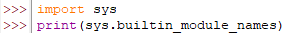 >>> import sys
>>> print(sys.builtin_module_names)